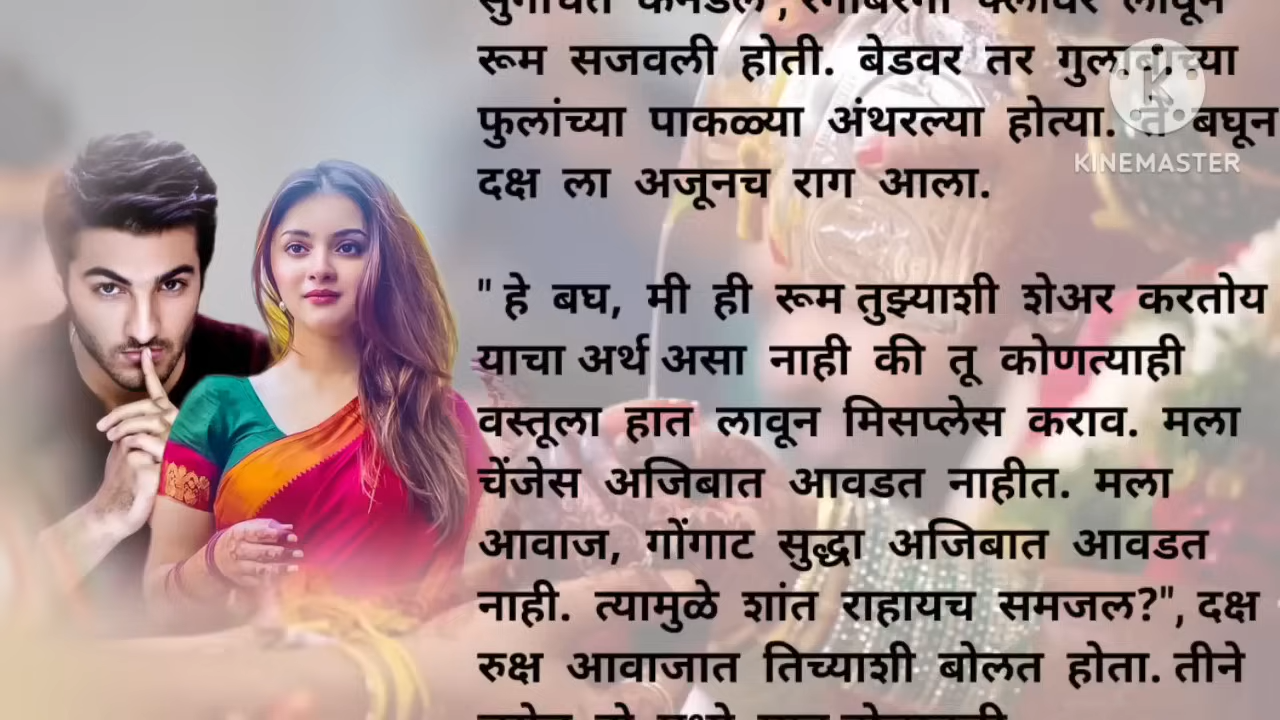 रूम सजवली होती. बेडवर तर गुलाबाच्या
फुलांच्या पाकळ्या अंथरल्या होत्या. ते बघून
दक्ष ला अजूनच राग आला.
" हे बघ, मी ही रूम तुझ्याशी शेअर करतोय
याचा अर्थ असा नाही की तू कोणत्याही
वस्तूला हात लावून मिसप्लेस कराव. मला
चेंजेस अजिबात आवडत नाहीत. मला
आवाज, गोंगाट सुद्धा अजिबात आवडत
नाही. त्यामुळे शांत राहायच समजल?", दक्ष
रुक्ष आवाजात तिच्याशी बोलत होता. तीने
K
KINEMASTER